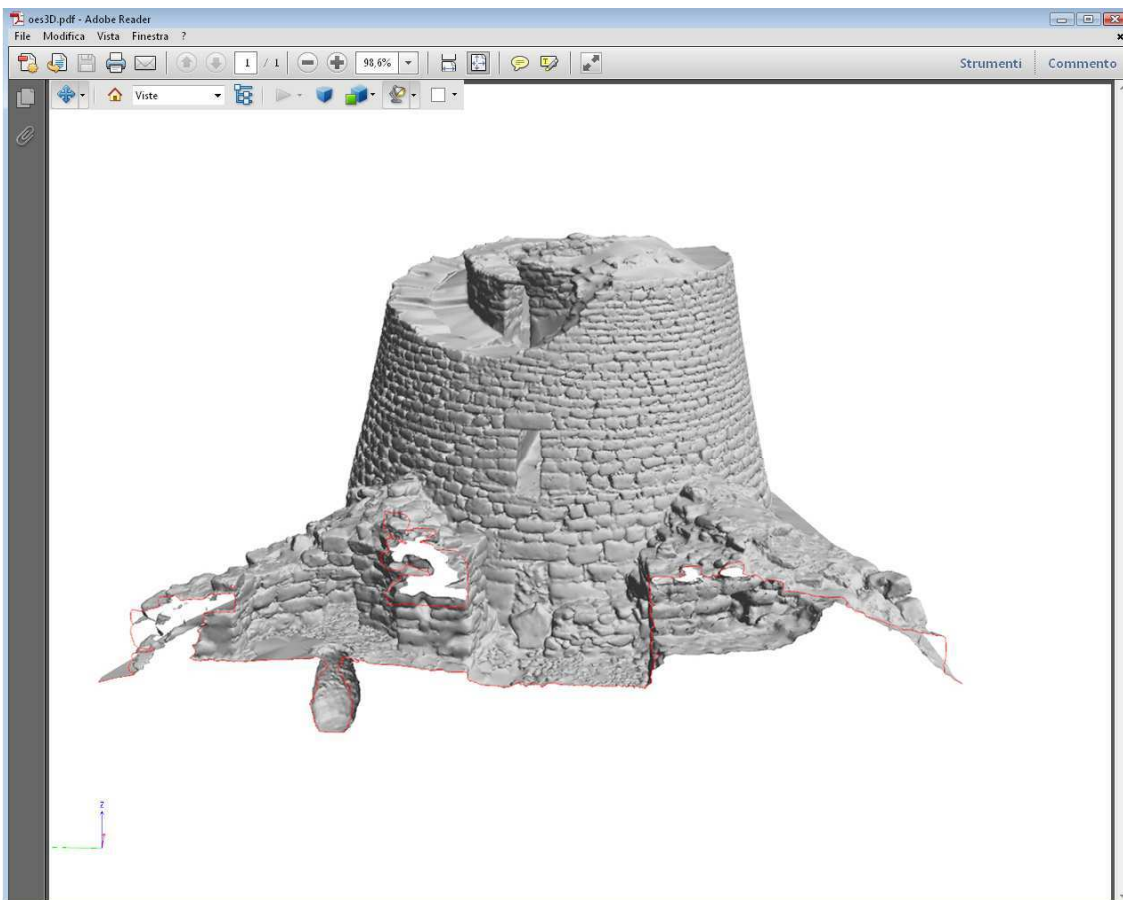 oes3D.pdf - Adobe Reader
File Modifica Vista Finestra ?
1 / 1 98,6% Strumenti Commento
Viste
z